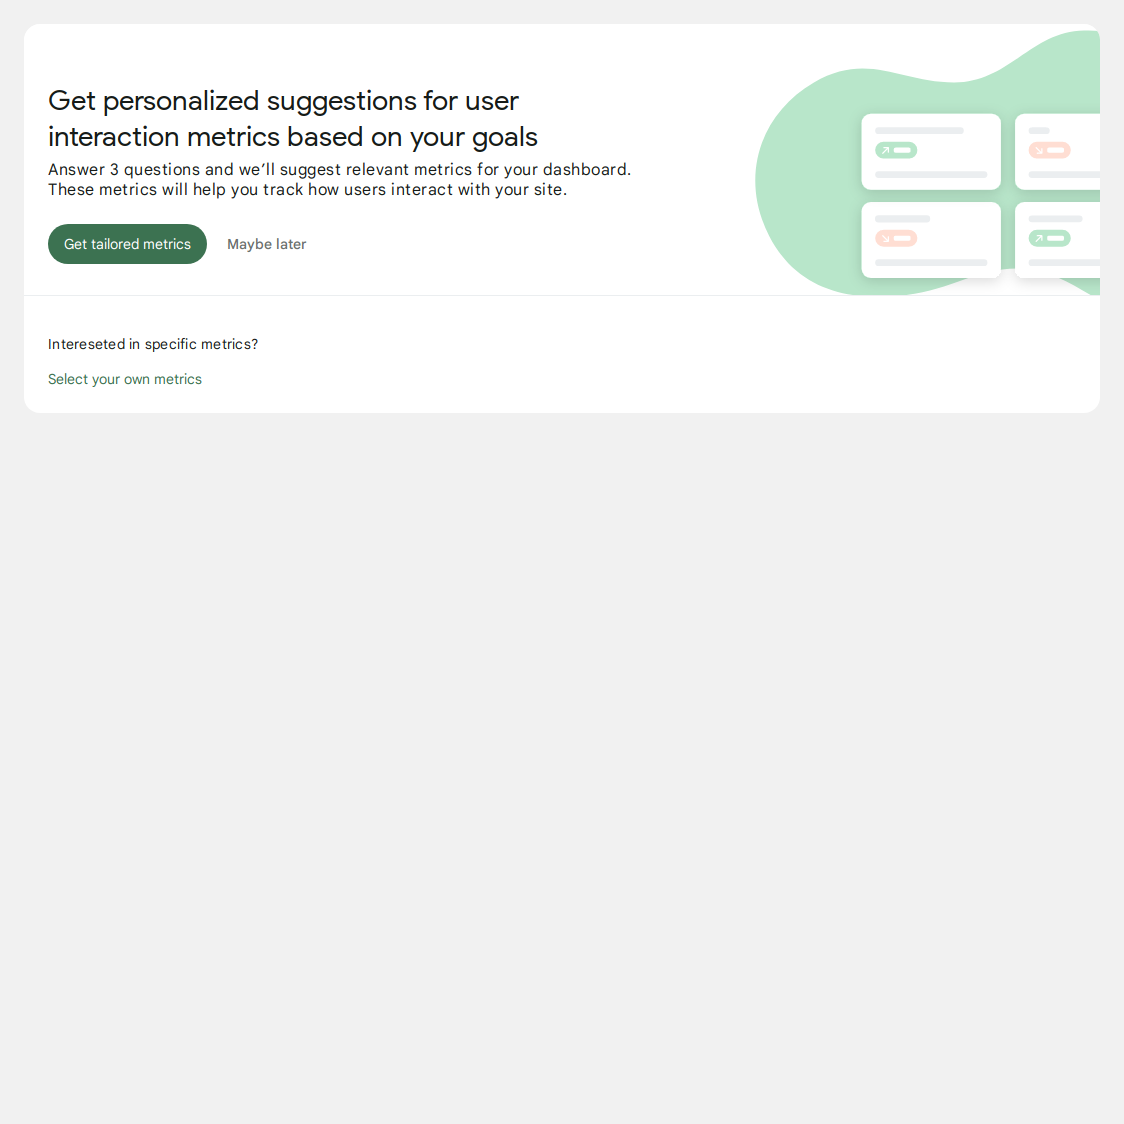 Get personalized suggestions for user
interaction metrics based on your goals
Answer 3 questions and we’ll suggest relevant metrics for your dashboard.
These metrics will help you track how users interact with your site.
Get tailored metrics
Maybe later
Intereseted in specific metrics?
Select your own metrics